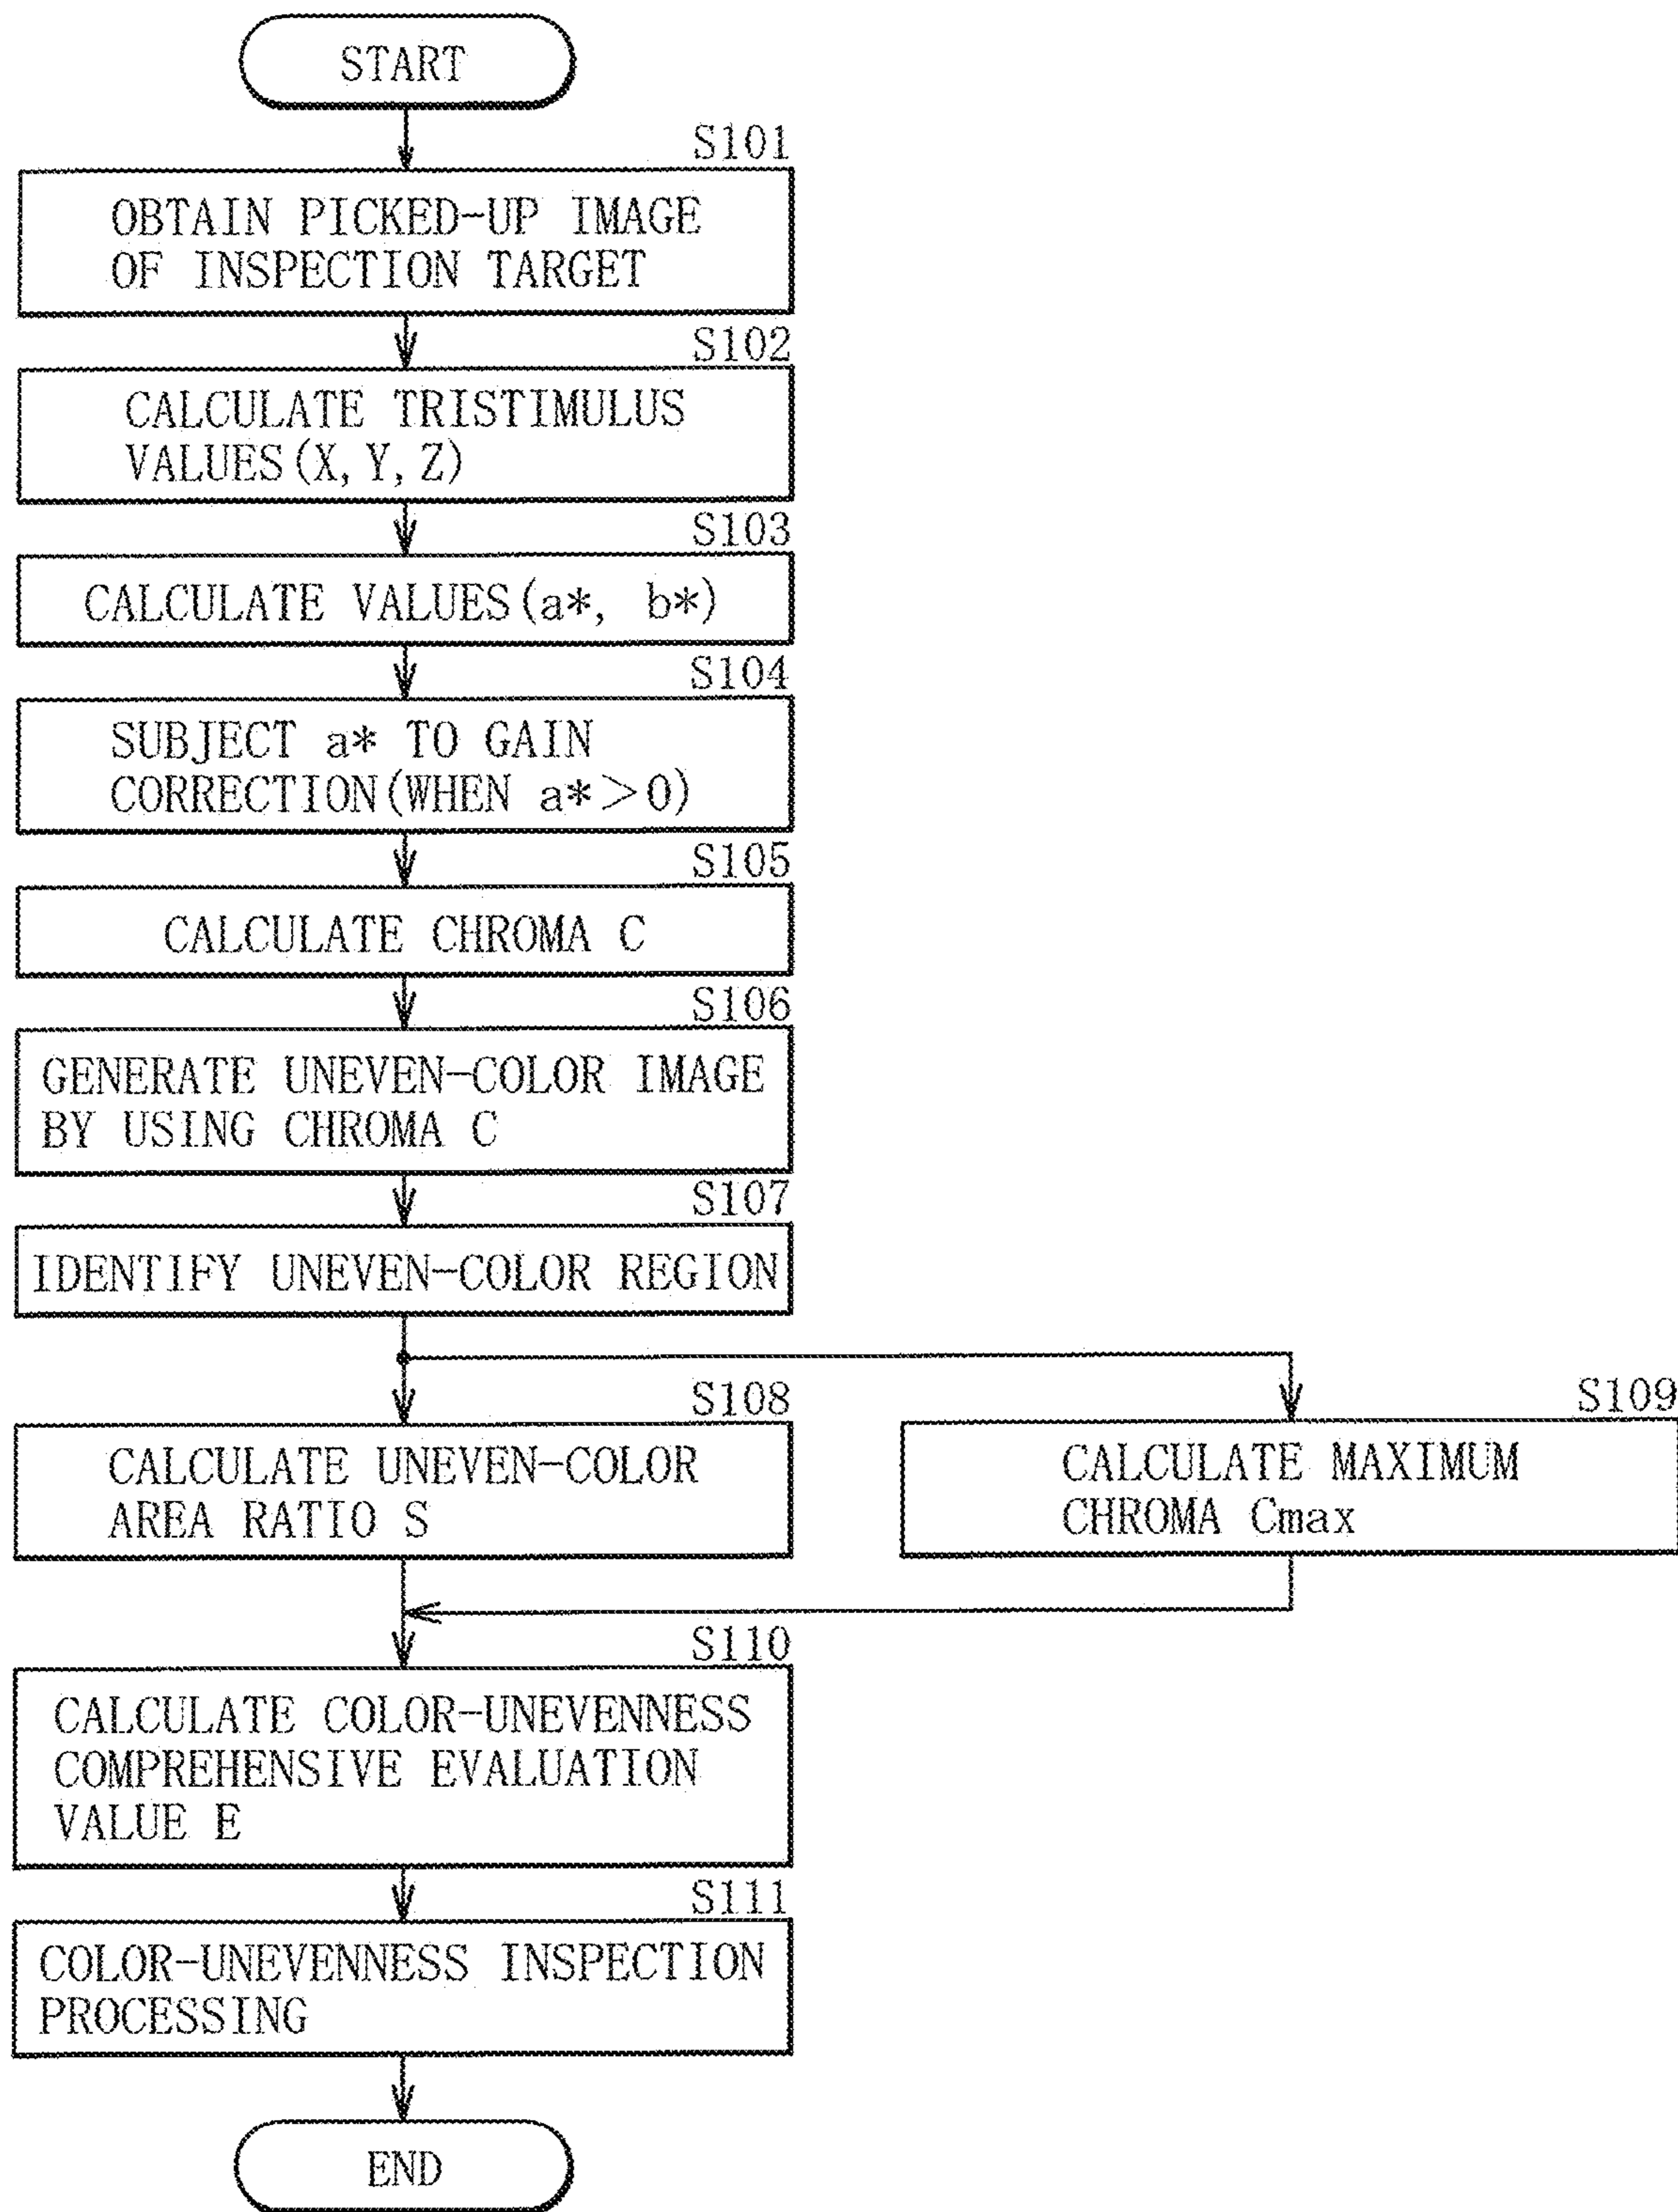 START
S101
OBTAIN PICKED-UP IMAGE
OF INSPECTION TARGET
S102
CALCULATE TRISTIMULUS
VALUES(X,Y,Z)
S103
CALCULATE VALUES(a*, b*)
S104
SUBJECT a* TO GAIN
CORRECTION(WHEN a*>0)
S105
CALCULATE CHROMA C
S106
GENERATE UNEVEN-COLOR IMAGE
BY USING CHROMA C
S107
IDENTIFY UNEVEN-COLOR REGION
S108
CALCULATE UNEVEN-COLOR
AREA RATIO S
S109
CALCULATE MAXIMUM
CHROMA Cmax
S110
CALCULATE COLOR-UNEVENNESS
COMPREHENSIVE EVALUATION
VALUE E
S111
COLOR-UNEVENNESS INSPECTION
PROCESSING
END